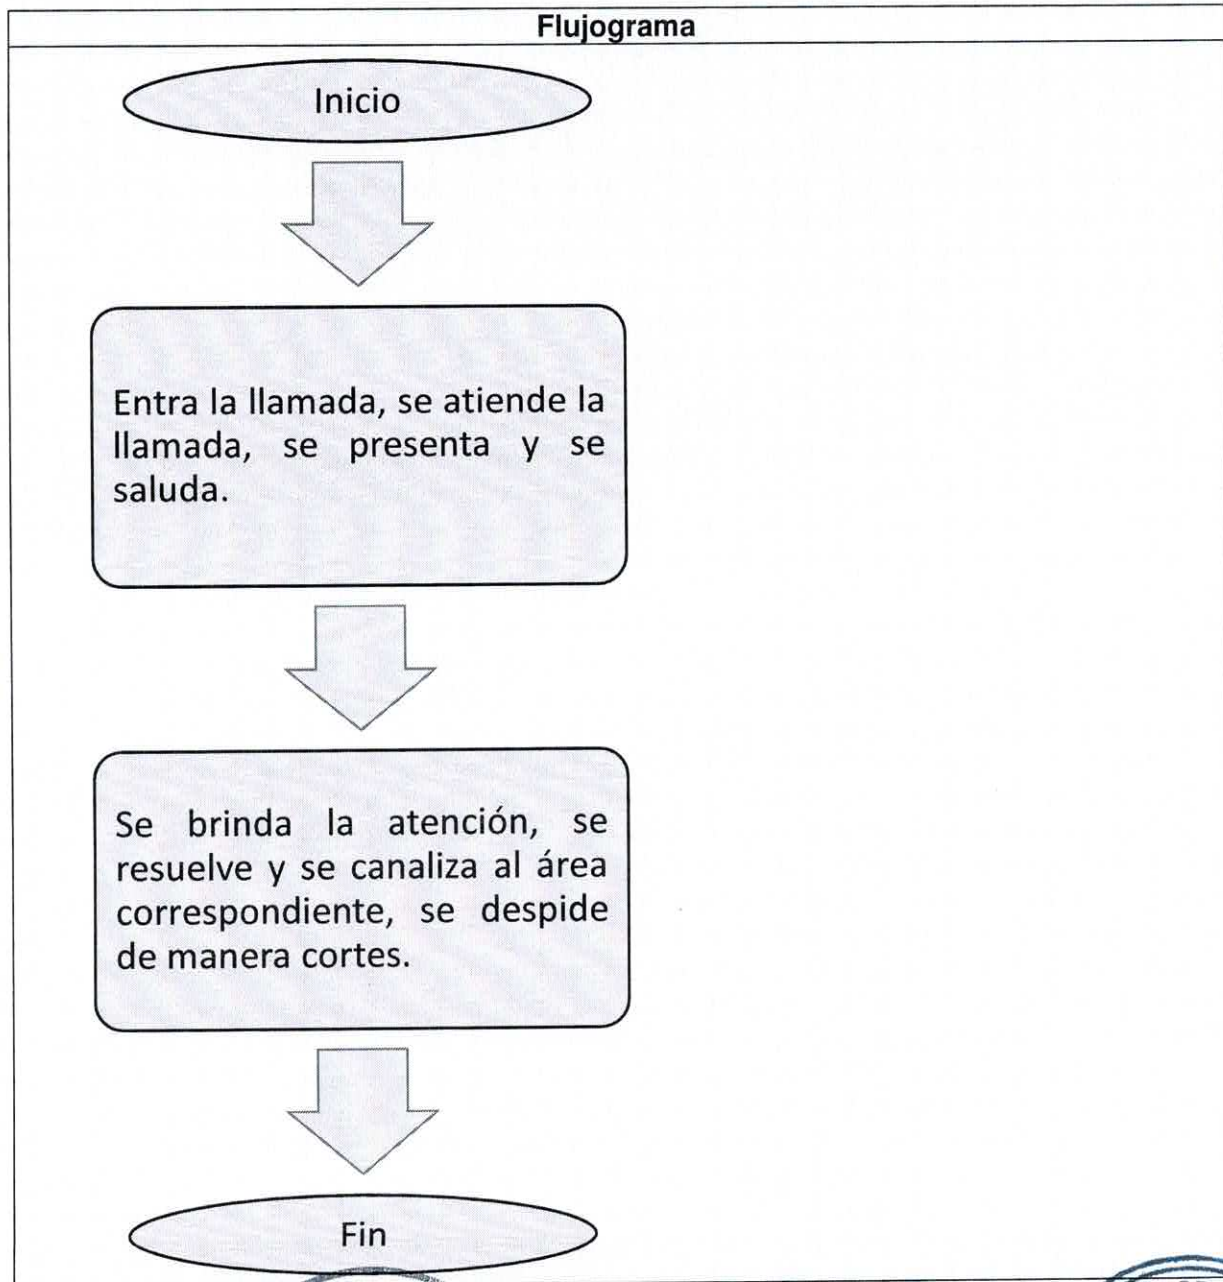 Flujograma
Inicio
Entra la llamada, se atiende la
llamada, se presenta y se
saluda.
Se brinda la atención, se
resuelve y se canaliza al área
correspondiente, se despide
de manera cortes.
Fin